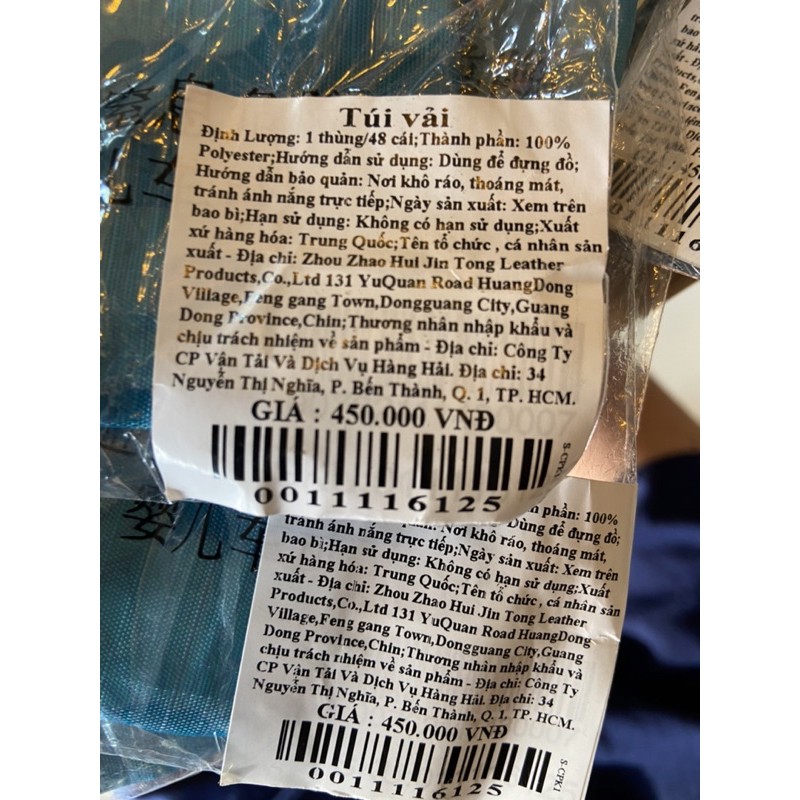 Túi vải
Định Lượng: 1 thùng/48 cái;Thành phần: 100%
Polyester;Hướng dẫn sử dụng: Dùng để đựng đồ;
Hướng dẫn bảo quản: Nơi khô ráo, thoáng mát,
tránh ánh nắng trực tiếp;Ngày sản xuất: Xem trên
bao bì;Hạn sử dụng: Không có hạn sử dụng;Xuất
xứ hàng hóa: Trung Quốc;Tên tổ chức , cá nhân sản
xuất - Địa chỉ: Zhou Zhao Hui Jin Tong Leather
Products,Co.,Ltd 131 YuQuan Road HuangDong
Village,Feng gang Town,Dongguang City,Guang
Dong Province,Chin;Thương nhân nhập khẩu và
chịu trách nhiệm về sản phẩm - Địa chỉ: Công Ty
CP Vận Tải Và Dịch Vụ Hàng Hải. Địa chỉ: 34
Nguyễn Thị Nghĩa, P. Bến Thành, Q. 1, TP. HCM.
GIÁ : 450.000 VNĐ
S-CPK1
0011116125
婴儿车
phần: 100%
Dùng để đựng đồ;
Nơi khô ráo, thoáng mát,
tránh ánh nắng trực tiếp;Ngày sản xuất: Xem trên
bao bì;Hạn sử dụng: Không có hạn sử dụng;Xuất
xứ hàng hóa: Trung Quốc;Tên tổ chức , cá nhân sản
xuất - Địa chỉ: Zhou Zhao Hui Jin Tong Leather
Products,Co.,Ltd 131 YuQuan Road HuangDong
Village,Feng gang Town,Dongguang City,Guang
Dong Province,Chin;Thương nhân nhập khẩu và
chịu trách nhiệm về sản phẩm - Địa chỉ: Công Ty
CP Vận Tải Và Dịch Vụ Hàng Hải. Địa chỉ: 34
Nguyễn Thị Nghĩa, P. Bến Thành, Q. 1, TP. HCM.
GIÁ : 450.000 VNĐ
S-CPK1
0011116125